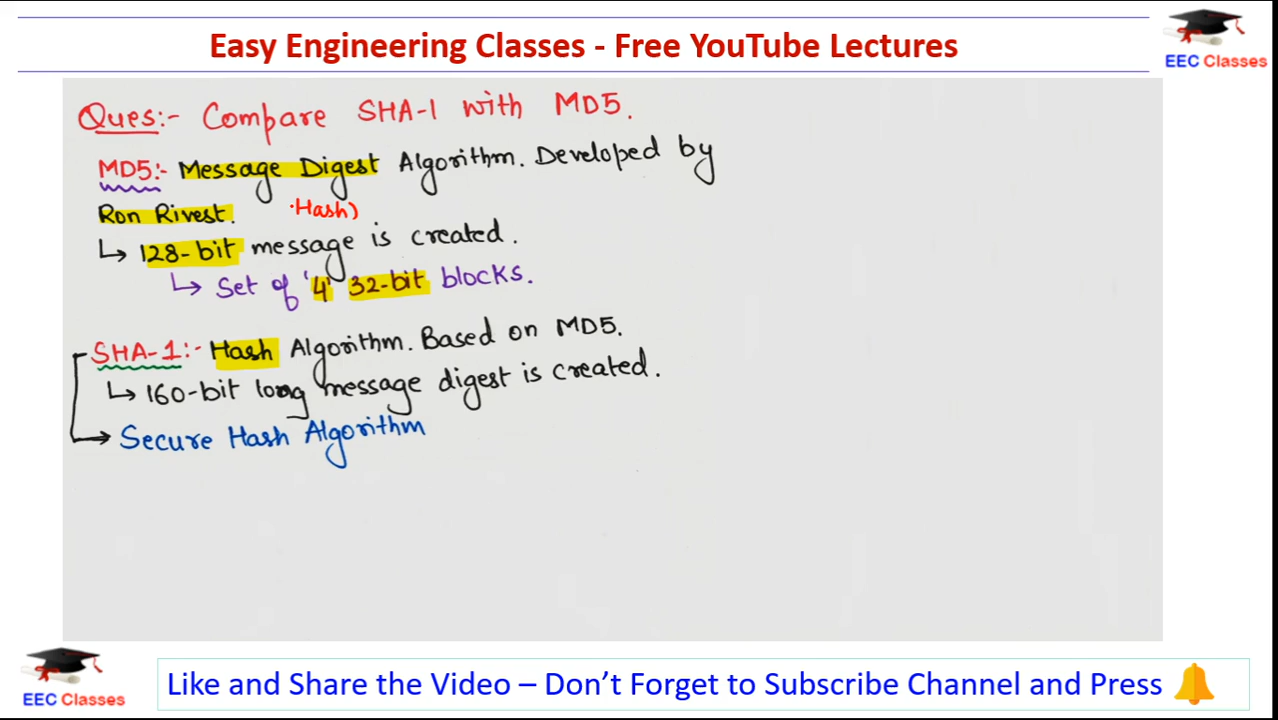 Easy Engineering Classes - Free YouTube Lectures
EEC Classes
Ques:- Compare SHA-1 with MD5.
MD5:- Message Digest Algorithm. Developed by
Ron Rivest. ·Hash)
↳ 128-bit message is created.
↳ Set of '4' 32-bit blocks.
SHA-1:- Hash Algorithm. Based on MD5.
↳ 160-bit long message digest is created.
→ Secure Hash Algorithm
EEC Classes
Like and Share the Video – Don't Forget to Subscribe Channel and Press